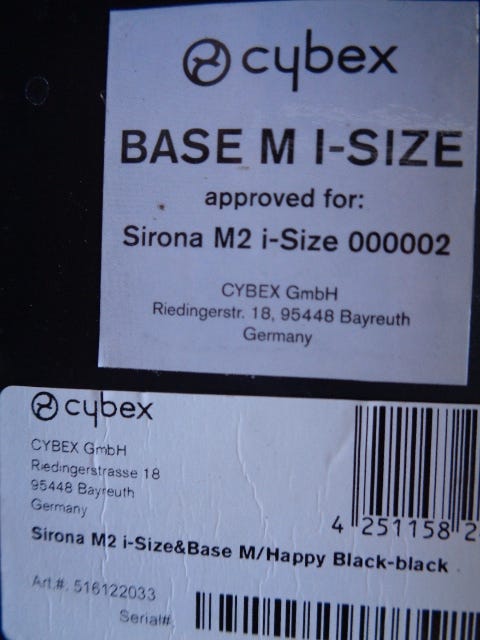 cybex
BASE M I-SIZE
approved for:
Sirona M2 i-Size 000002
CYBEX GmbH
Riedingerstr. 18, 95448 Bayreuth
Germany
cybex
CYBEX GmbH
Riedingerstrasse 18
95448 Bayreuth
Germany
4 251158 2
Sirona M2 i-Size&Base M/Happy Black-black
Art.#: 516122033
Serial#